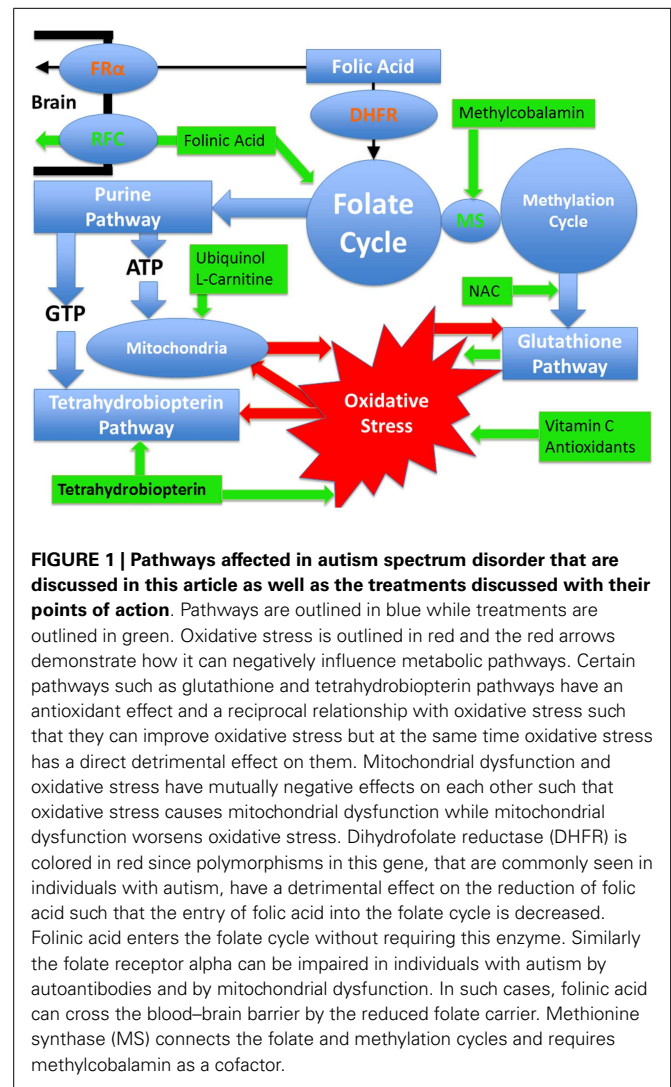 FRα
Folic Acid
Brain
DHFR
Methylcobalamin
RFC
Folinic Acid
Purine
Pathway
Folate
Cycle
MS
Methylation
Cycle
ATP
Ubiquinol
L-Carnitine
NAC
GTP
Mitochondria
Glutathione
Pathway
Tetrahydrobiopterin
Pathway
Oxidative
Stress
Vitamin C
Antioxidants
Tetrahydrobiopterin
FIGURE 1 | Pathways affected in autism spectrum disorder that are
discussed in this article as well as the treatments discussed with their
points of action. Pathways are outlined in blue while treatments are
outlined in green. Oxidative stress is outlined in red and the red arrows
demonstrate how it can negatively influence metabolic pathways. Certain
pathways such as glutathione and tetrahydrobiopterin pathways have an
antioxidant effect and a reciprocal relationship with oxidative stress such
that they can improve oxidative stress but at the same time oxidative stress
has a direct detrimental effect on them. Mitochondrial dysfunction and
oxidative stress have mutually negative effects on each other such that
oxidative stress causes mitochondrial dysfunction while mitochondrial
dysfunction worsens oxidative stress. Dihydrofolate reductase (DHFR) is
colored in red since polymorphisms in this gene, that are commonly seen in
individuals with autism, have a detrimental effect on the reduction of folic
acid such that the entry of folic acid into the folate cycle is decreased.
Folinic acid enters the folate cycle without requiring this enzyme. Similarly
the folate receptor alpha can be impaired in individuals with autism by
autoantibodies and by mitochondrial dysfunction. In such cases, folinic acid
can cross the blood–brain barrier by the reduced folate carrier. Methionine
synthase (MS) connects the folate and methylation cycles and requires
methylcobalamin as a cofactor.